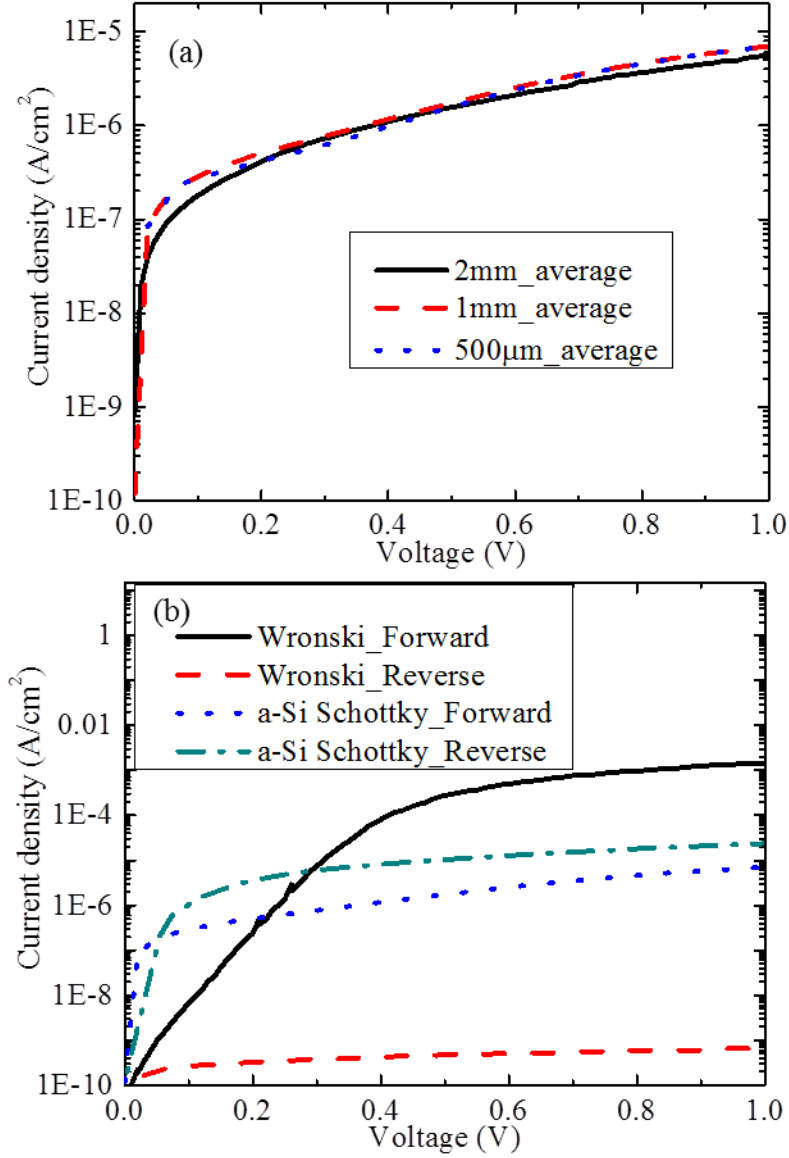 (a)
Current density (A/cm²)
1E-5
1E-6
1E-7
1E-8
1E-9
1E-10
2mm_average
1mm_average
500μm_average
0.0 0.2 0.4 0.6 0.8 1.0
Voltage (V)
(b)
Current density (A/cm²)
1
0.01
1E-4
1E-6
1E-8
1E-10
Wronski_Forward
Wronski_Reverse
a-Si Schottky_Forward
a-Si Schottky_Reverse
0.0 0.2 0.4 0.6 0.8 1.0
Voltage (V)